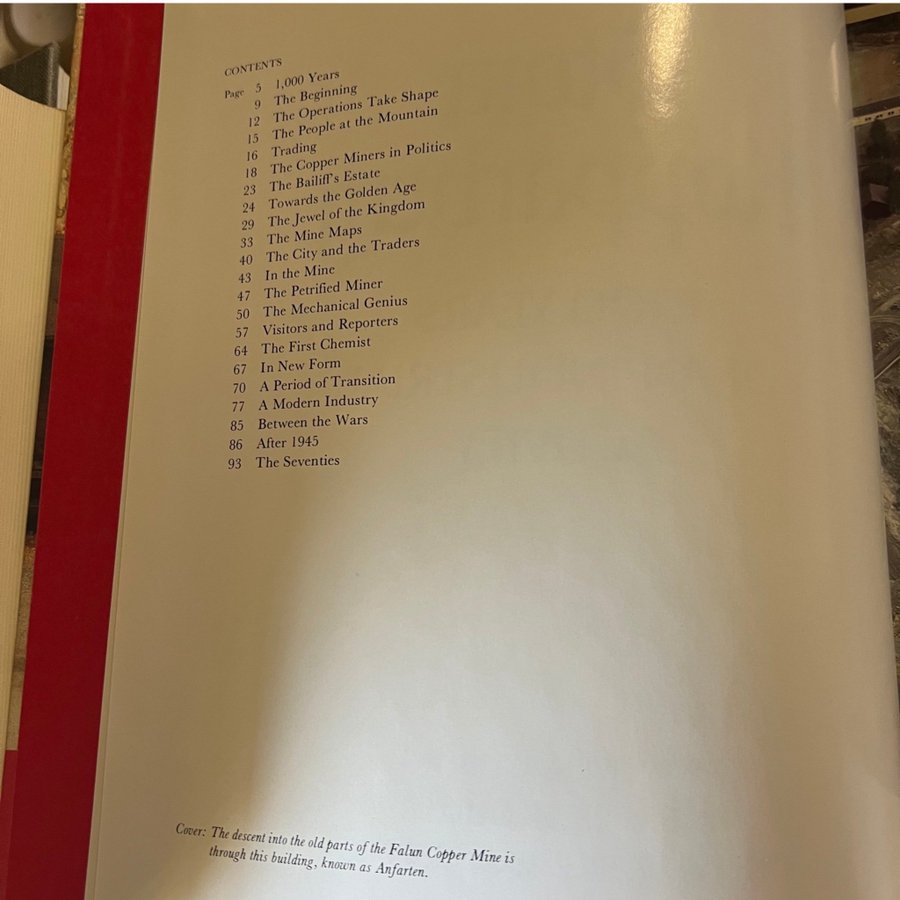 CONTENTS
Page 5 1,000 Years
9 The Beginning
12 The Operations Take Shape
15 The People at the Mountain
16 Trading
18 The Copper Miners in Politics
23 The Bailiff's Estate
24 Towards the Golden Age
29 The Jewel of the Kingdom
33 The Mine Maps
40 The City and the Traders
43 In the Mine
47 The Petrified Miner
50 The Mechanical Genius
57 Visitors and Reporters
64 The First Chemist
67 In New Form
70 A Period of Transition
77 A Modern Industry
85 Between the Wars
86 After 1945
93 The Seventies
Cover: The descent into the old parts of the Falun Copper Mine is
through this building, known as Anfarten.